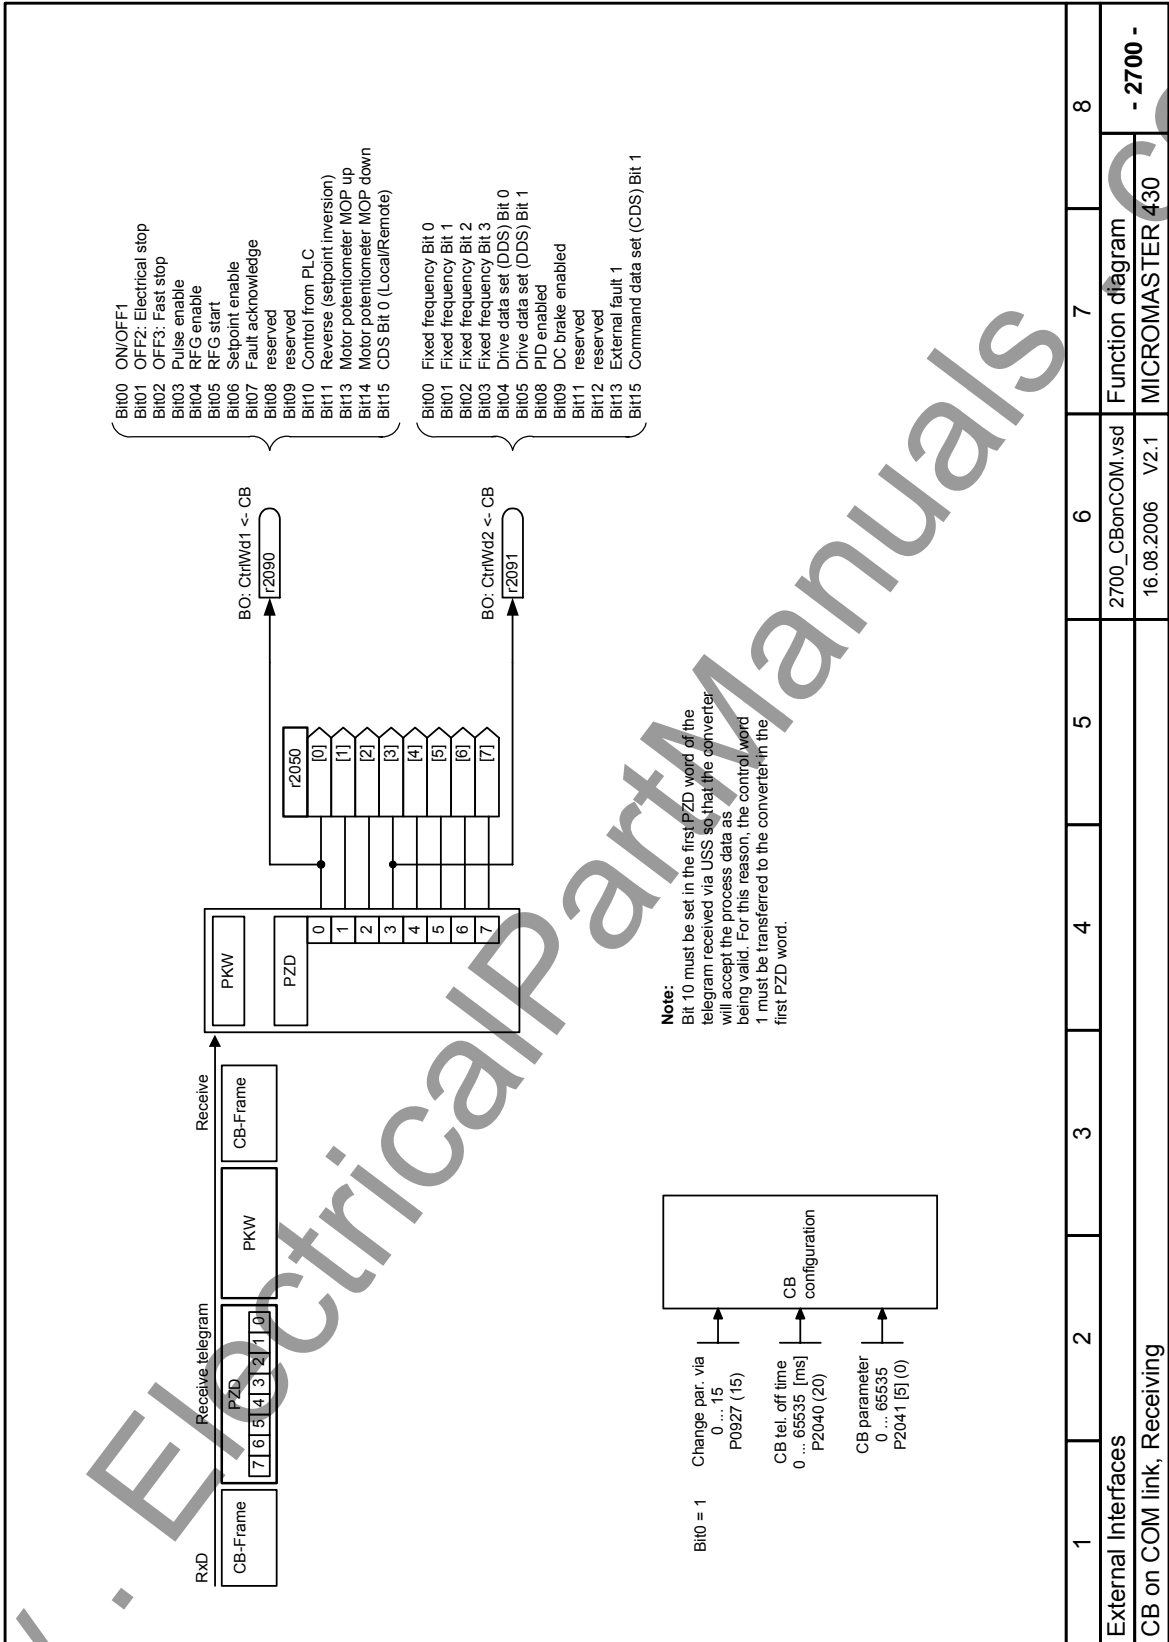 RxD
Receive telegram
Receive
CB-Frame
PZD
7 6 5 4 3 2 1 0
PKW
CB-Frame
PKW
PZD
0
1
2
3
4
5
6
7
r2050
[0]
[1]
[2]
[3]
[4]
[5]
[6]
[7]
BO: CtrlWd1 <- CB
r2090
BO: CtrlWd2 <- CB
r2091
Bit00 ON/OFF1
Bit01 OFF2: Electrical stop
Bit02 OFF3: Fast stop
Bit03 Pulse enable
Bit04 RFG enable
Bit05 RFG start
Bit06 Setpoint enable
Bit07 Fault acknowledge
Bit08 reserved
Bit09 reserved
Bit10 Control from PLC
Bit11 Reverse (setpoint inversion)
Bit13 Motor potentiometer MOP up
Bit14 Motor potentiometer MOP down
Bit15 CDS Bit 0 (Local/Remote)
Bit00 Fixed frequency Bit 0
Bit01 Fixed frequency Bit 1
Bit02 Fixed frequency Bit 2
Bit03 Fixed frequency Bit 3
Bit04 Drive data set (DDS) Bit 0
Bit05 Drive data set (DDS) Bit 1
Bit08 PID enabled
Bit09 DC brake enabled
Bit11 reserved
Bit12 reserved
Bit13 External fault 1
Bit15 Command data set (CDS) Bit 1
Bit0 = 1
Change par. via
0 ... 15
P0927 (15)
CB tel. off time
0 ... 65535 [ms]
P2040 (20)
CB parameter
0 ... 65535
P2041 [5] (0)
CB
configuration
Note:
Bit 10 must be set in the first PZD word of the
telegram received via USS so that the converter
will accept the process data as
being valid. For this reason, the control word
1 must be transferred to the converter in the
first PZD word.
1 2 3 4 5 6 7 8
External Interfaces
2700_CBonCOM.vsd
Function diagram
- 2700 -
CB on COM link, Receiving
16.08.2006 V2.1
MICROMASTER 430
. ElectricalPartManuals . c